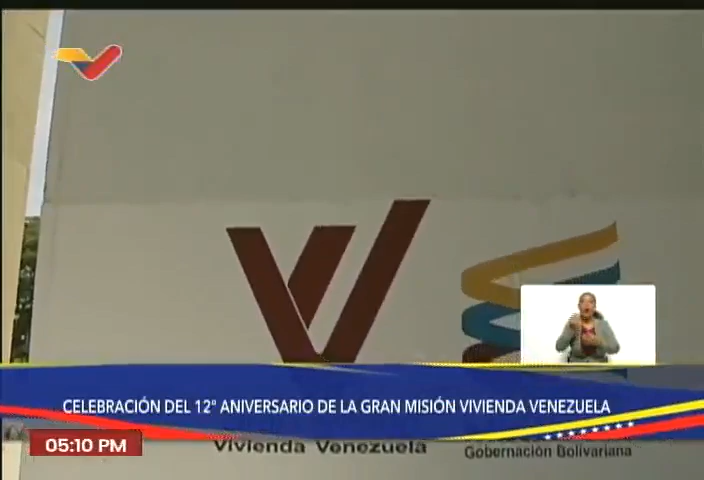 CELEBRACIÓN DEL 12° ANIVERSARIO DE LA GRAN MISIÓN VIVIENDA VENEZUELA
05:10 PM
Vivienda Venezuela
Gobernación Bolivariana